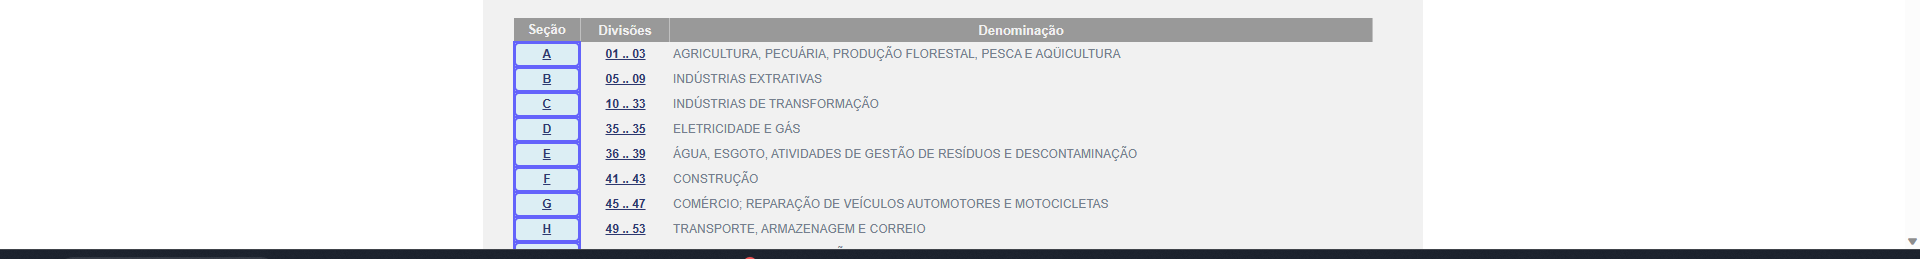 Seção Divisões Denominação
A 01 .. 03 AGRICULTURA, PECUÁRIA, PRODUÇÃO FLORESTAL, PESCA E AQÜICULTURA
B 05 .. 09 INDÚSTRIAS EXTRATIVAS
C 10 .. 33 INDÚSTRIAS DE TRANSFORMAÇÃO
D 35 .. 35 ELETRICIDADE E GÁS
E 36 .. 39 ÁGUA, ESGOTO, ATIVIDADES DE GESTÃO DE RESÍDUOS E DESCONTAMINAÇÃO
F 41 .. 43 CONSTRUÇÃO
G 45 .. 47 COMÉRCIO; REPARAÇÃO DE VEÍCULOS AUTOMOTORES E MOTOCICLETAS
H 49 .. 53 TRANSPORTE, ARMAZENAGEM E CORREIO